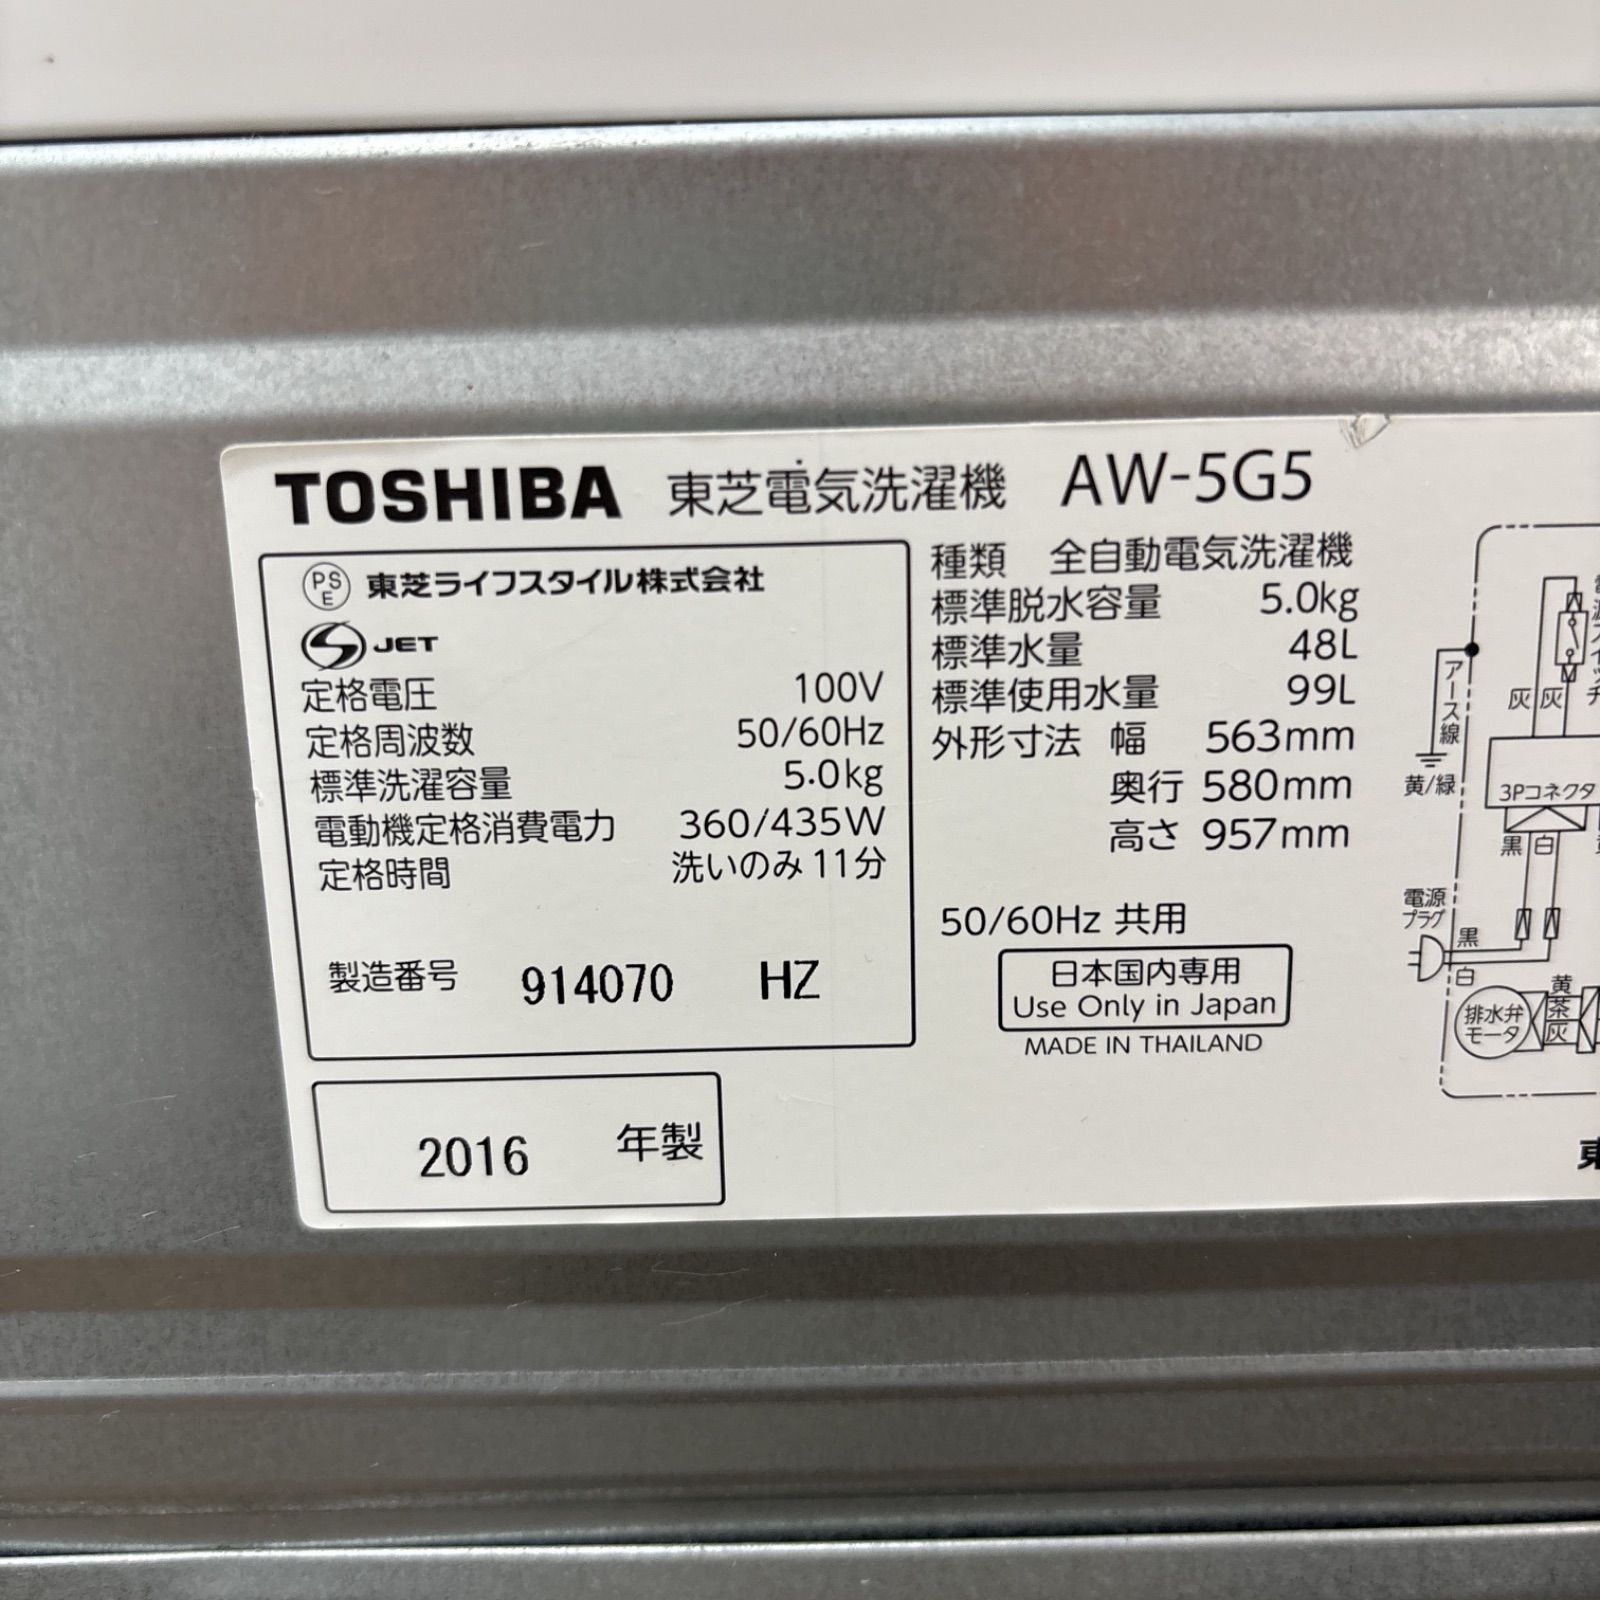 TOSHIBA 東芝電気洗濯機 AW-5G5
PS
E
東芝ライフスタイル株式会社
S JET
定格電圧 100V
定格周波数 50/60Hz
標準洗濯容量 5.0kg
電動機定格消費電力 360/435W
定格時間 洗いのみ 11分
製造番号 914070 HZ
2016 年製
種類 全自動電気洗濯機
標準脱水容量 5.0kg
標準水量 48L
標準使用水量 99L
外形寸法 幅 563mm
奥行 580mm
高さ 957mm
50/60Hz 共用
日本国内専用
Use Only in Japan
MADE IN THAILAND
アース線
黄/緑
灰 灰
3Pコネクタ
黒 白
電源
プラグ
黒
白
排水弁
モータ
黄
茶
灰
東